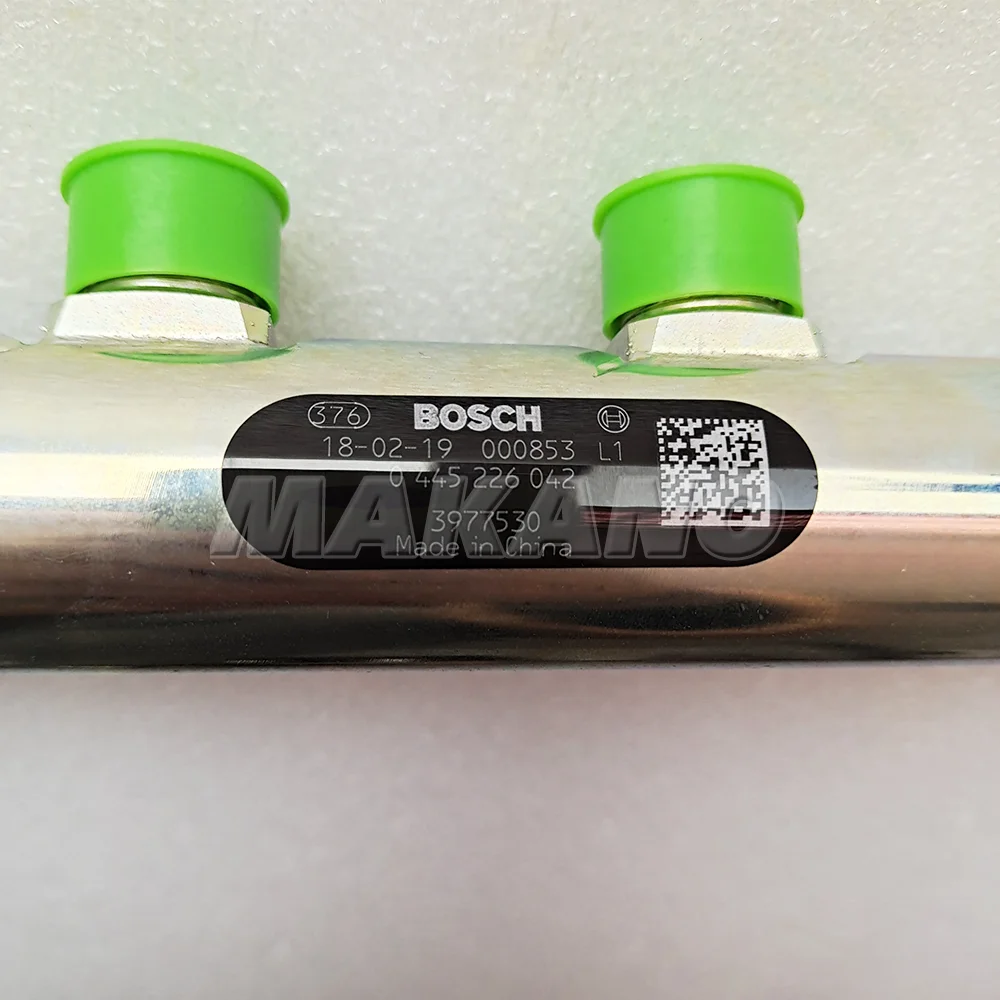 376 BOSCH
18-02-19 000853 L1
0 445 226 042
MAKANO
3977530
Made in China